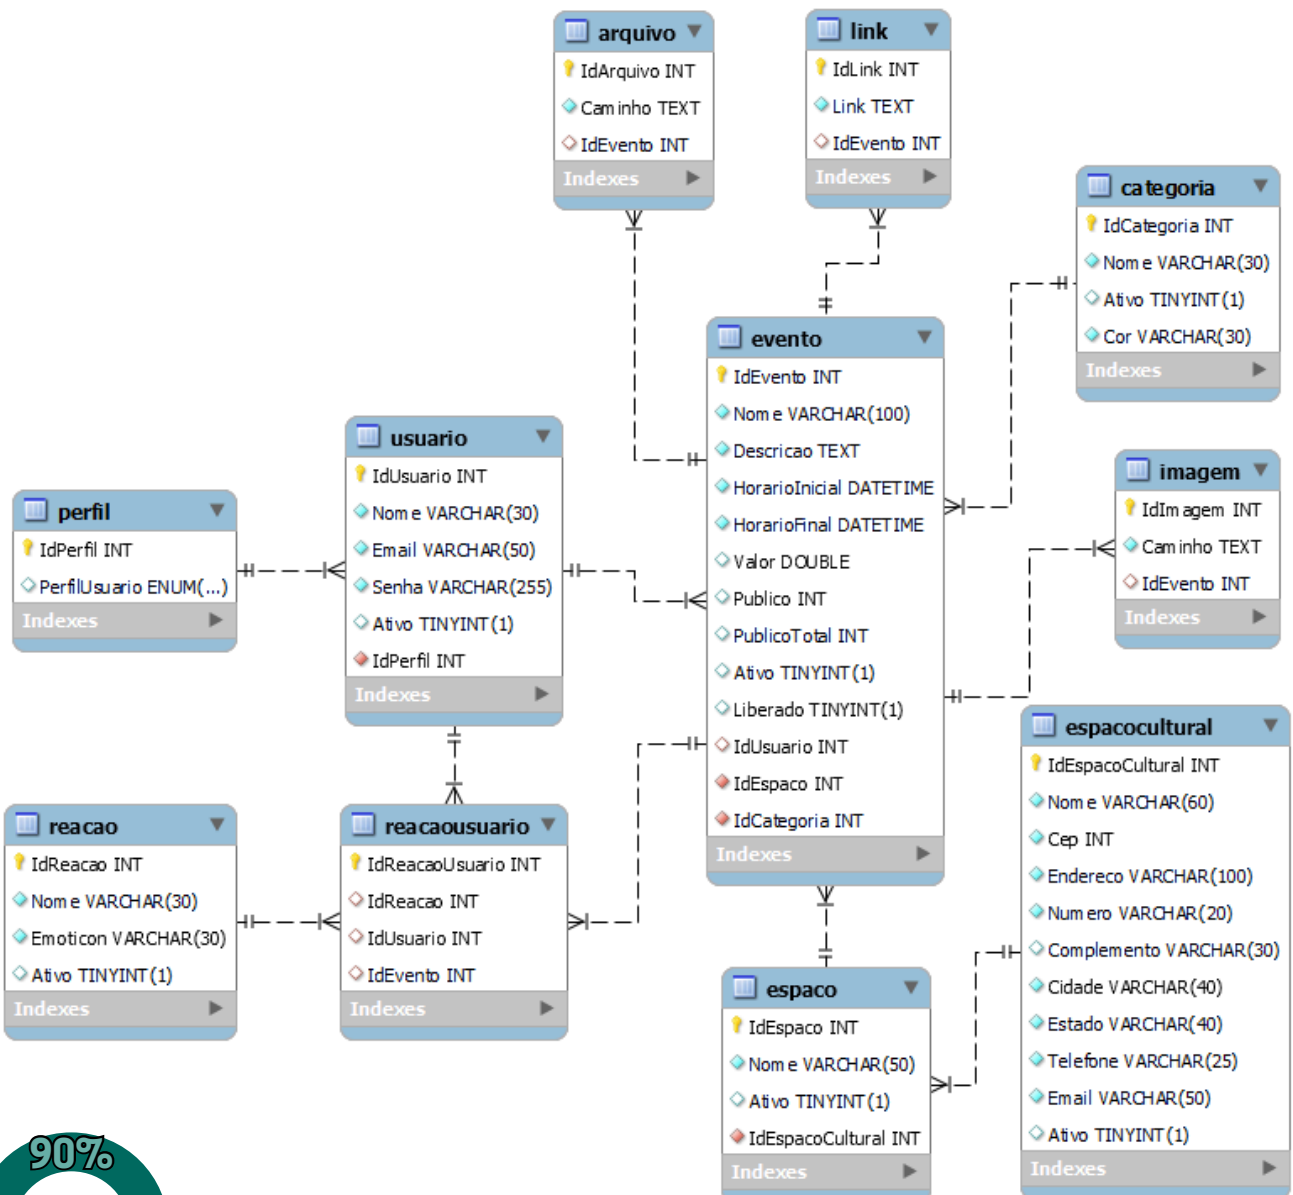 arquivo
IdArquivo INT
Caminho TEXT
IdEvento INT
Indexes
link
IdLink INT
Link TEXT
IdEvento INT
Indexes
categoria
IdCategoria INT
Nome VARCHAR(30)
Ativo TINYINT(1)
Cor VARCHAR(30)
Indexes
evento
IdEvento INT
Nome VARCHAR(100)
Descricao TEXT
HorarioInicial DATETIME
HorarioFinal DATETIME
Valor DOUBLE
Publico INT
PublicoTotal INT
Ativo TINYINT(1)
Liberado TINYINT(1)
IdUsuario INT
IdEspaco INT
IdCategoria INT
Indexes
usuario
IdUsuario INT
Nome VARCHAR(30)
Email VARCHAR(50)
Senha VARCHAR(255)
Ativo TINYINT(1)
IdPerfil INT
Indexes
imagem
IdImagem INT
Caminho TEXT
IdEvento INT
Indexes
perfil
IdPerfil INT
PerfilUsuario ENUM(...)
Indexes
espacocultural
IdEspacoCultural INT
Nome VARCHAR(60)
Cep INT
Endereco VARCHAR(100)
Numero VARCHAR(20)
Complemento VARCHAR(30)
Cidade VARCHAR(40)
Estado VARCHAR(40)
Telefone VARCHAR(25)
Email VARCHAR(50)
Ativo TINYINT(1)
Indexes
reacao
IdReacao INT
Nome VARCHAR(30)
Emoticon VARCHAR(30)
Ativo TINYINT(1)
Indexes
reacaousuario
IdReacaoUsuario INT
IdReacao INT
IdUsuario INT
IdEvento INT
Indexes
espaco
IdEspaco INT
Nome VARCHAR(50)
Ativo TINYINT(1)
IdEspacoCultural INT
Indexes
90%